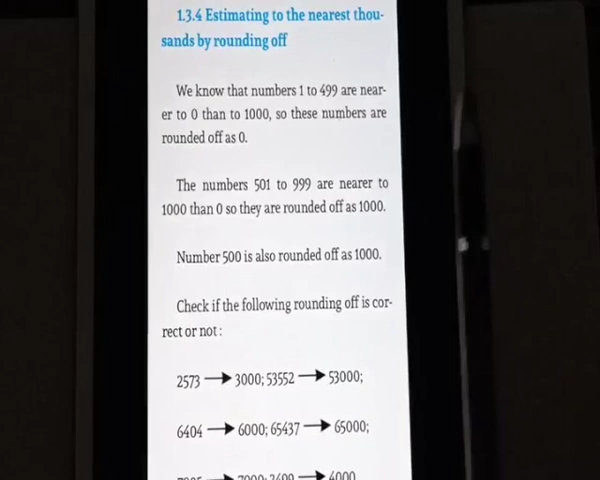 1.3.4 Estimating to the nearest thou-
sands by rounding off
We know that numbers 1 to 499 are near-
er to 0 than to 1000, so these numbers are
rounded off as 0.
The numbers 501 to 999 are nearer to
1000 than 0 so they are rounded off as 1000.
Number 500 is also rounded off as 1000.
Check if the following rounding off is cor-
rect or not :
2573 → 3000; 53552 → 53000;
6404 → 6000; 65437 → 65000;
→ 4000